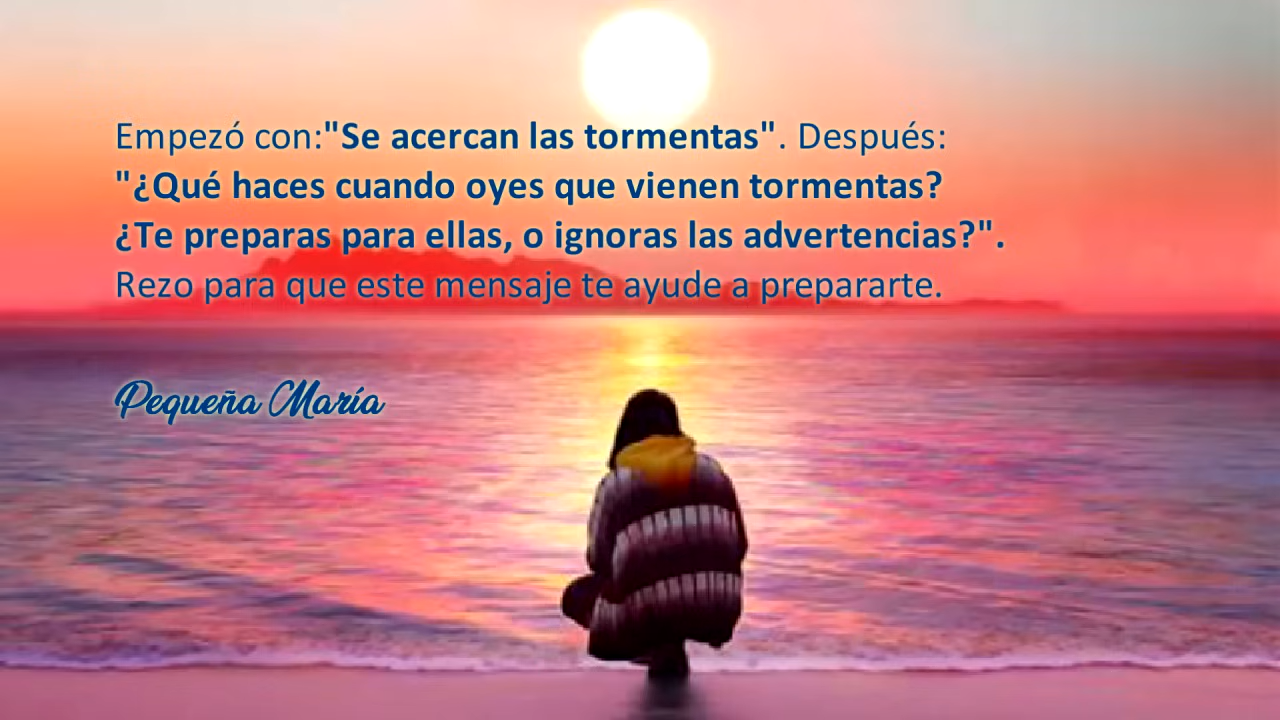 Empezó con:"Se acercan las tormentas". Después:
"¿Qué haces cuando oyes que vienen tormentas?
¿Te preparas para ellas, o ignoras las advertencias?".
Rezo para que este mensaje te ayude a prepararte.
Pequeña María